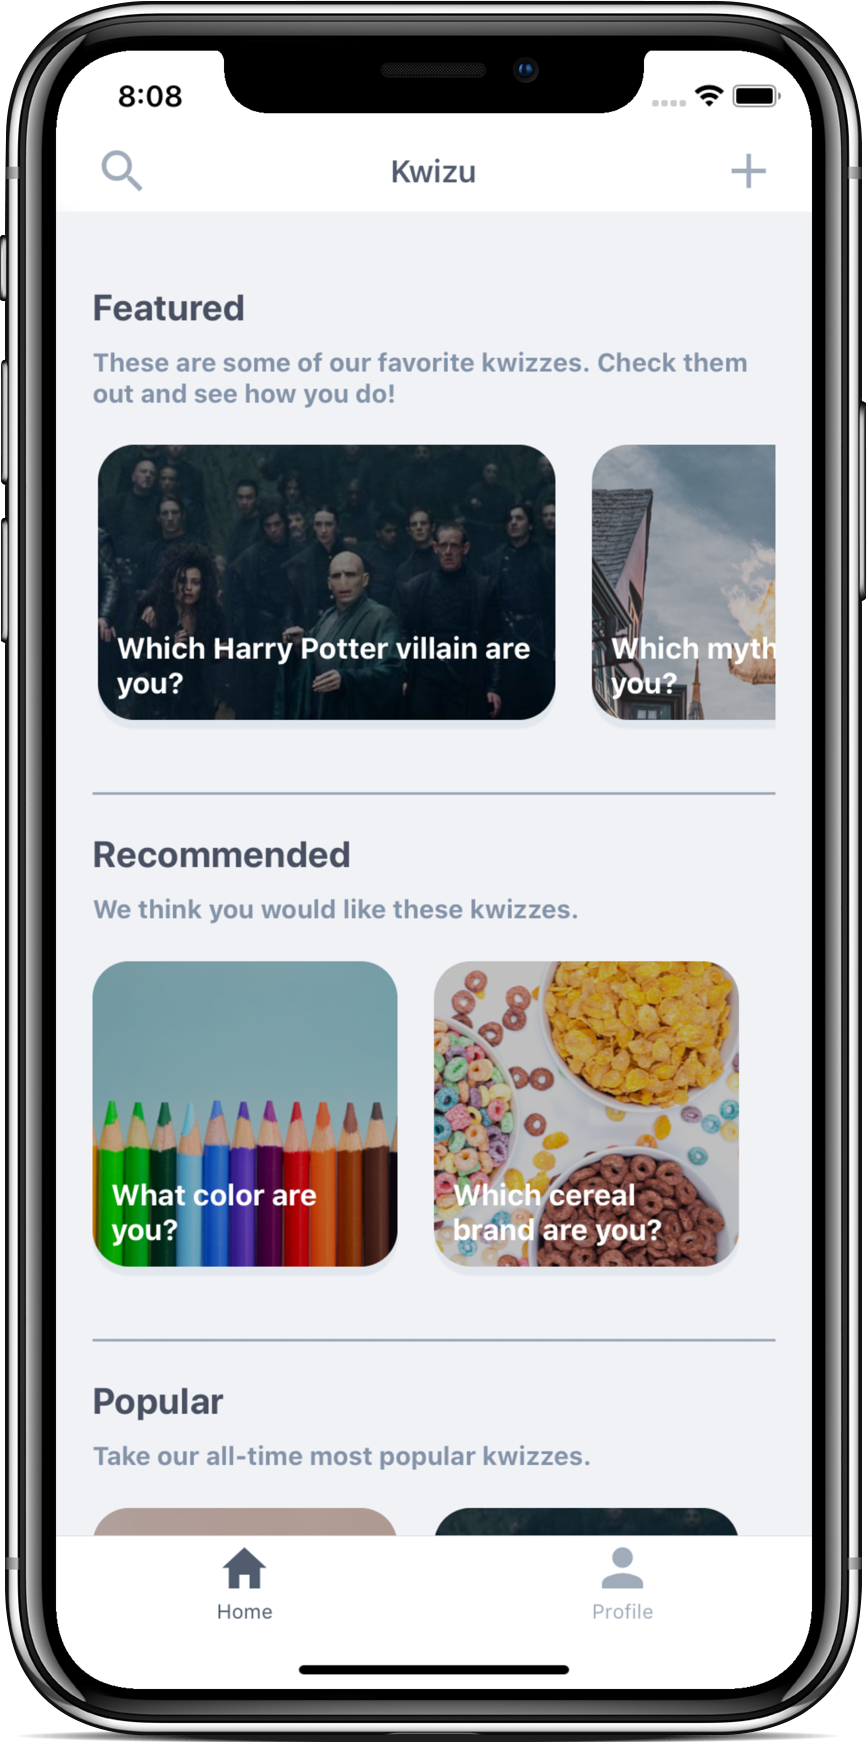 8:08
Kwizu
Featured
These are some of our favorite kwizzes. Check them
out and see how you do!
Which Harry Potter villain are
you?
Which myth
you?
Recommended
We think you would like these kwizzes.
What color are
you?
Which cereal
brand are you?
Popular
Take our all-time most popular kwizzes.
Home
Profile